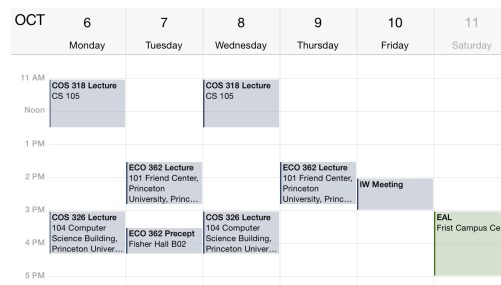 OCT
6
7
8
9
10
11
Monday
Tuesday
Wednesday
Thursday
Friday
Saturday
11 AM
Noon
1 PM
2 PM
3 PM
4 PM
5 PM
COS 318 Lecture
CS 105
COS 326 Lecture
104 Computer
Science Building,
Princeton Univer…
ECO 362 Lecture
101 Friend Center,
Princeton
University, Princ…
ECO 362 Precept
Fisher Hall B02
COS 318 Lecture
CS 105
COS 326 Lecture
104 Computer
Science Building,
Princeton Univer…
ECO 362 Lecture
101 Friend Center,
Princeton
University, Princ…
IW Meeting
EAL
Frist Campus Ce